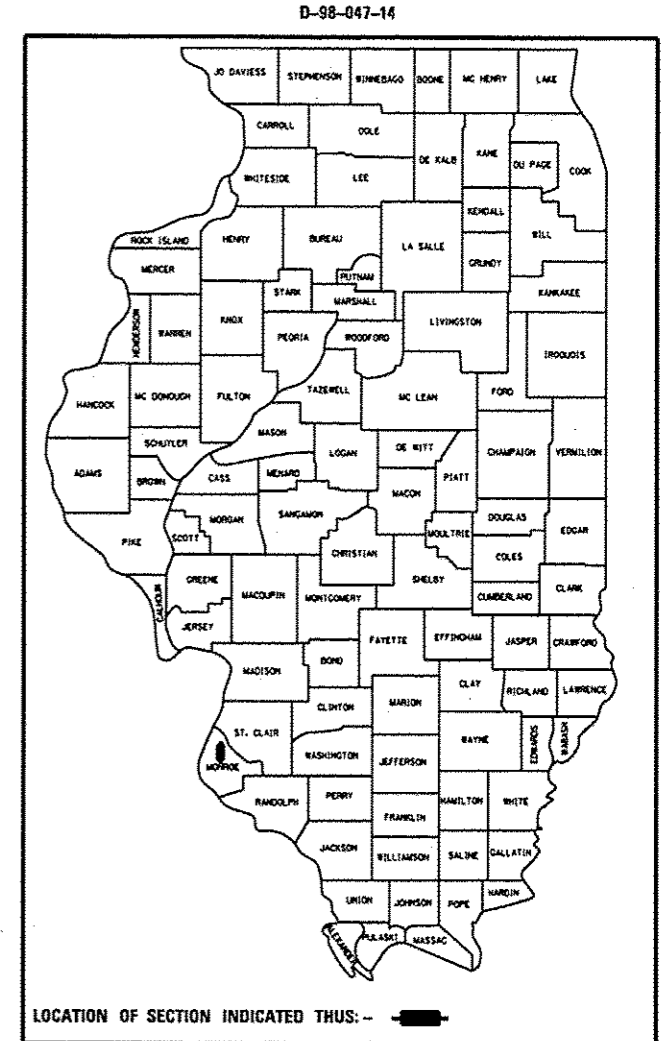 D-98-047-14
JO DAVIESS STEPHENSON WINNEBAGO BOONE MC HENRY LAKE
CARROLL OGLE DE KALB KANE DU PAGE COOK
WHITESIDE LEE
KENDALL
ROCK ISLAND HENRY BUREAU LA SALLE WILL
MERCER PUTNAM GRUNDY
STARK MARSHALL KANKAKEE
HENDERSON WARREN KNOX PEORIA WOODFORD LIVINGSTON IROQUOIS
HANCOCK MC DONOUGH FULTON TAZEWELL MC LEAN FORD
SCHUYLER MASON LOGAN DE WITT CHAMPAIGN VERMILION
ADAMS BROWN CASS MENARD MACON PIATT
PIKE SCOTT MORGAN SANGAMON CHRISTIAN MOULTRIE DOUGLAS EDGAR
COLES
CALHOUN GREENE MACOUPIN MONTGOMERY SHELBY CUMBERLAND CLARK
JERSEY FAYETTE EFFINGHAM JASPER CRAWFORD
MADISON BOND CLAY RICHLAND LAWRENCE
CLINTON MARION
ST. CLAIR WAYNE EDWARDS WABASH
MONROE WASHINGTON JEFFERSON
RANDOLPH PERRY HAMILTON WHITE
FRANKLIN
JACKSON WILLIAMSON SALINE GALLATIN
UNION JOHNSON POPE HARDIN
ALEXANDER PULASKI MASSAC
LOCATION OF SECTION INDICATED THUS: -